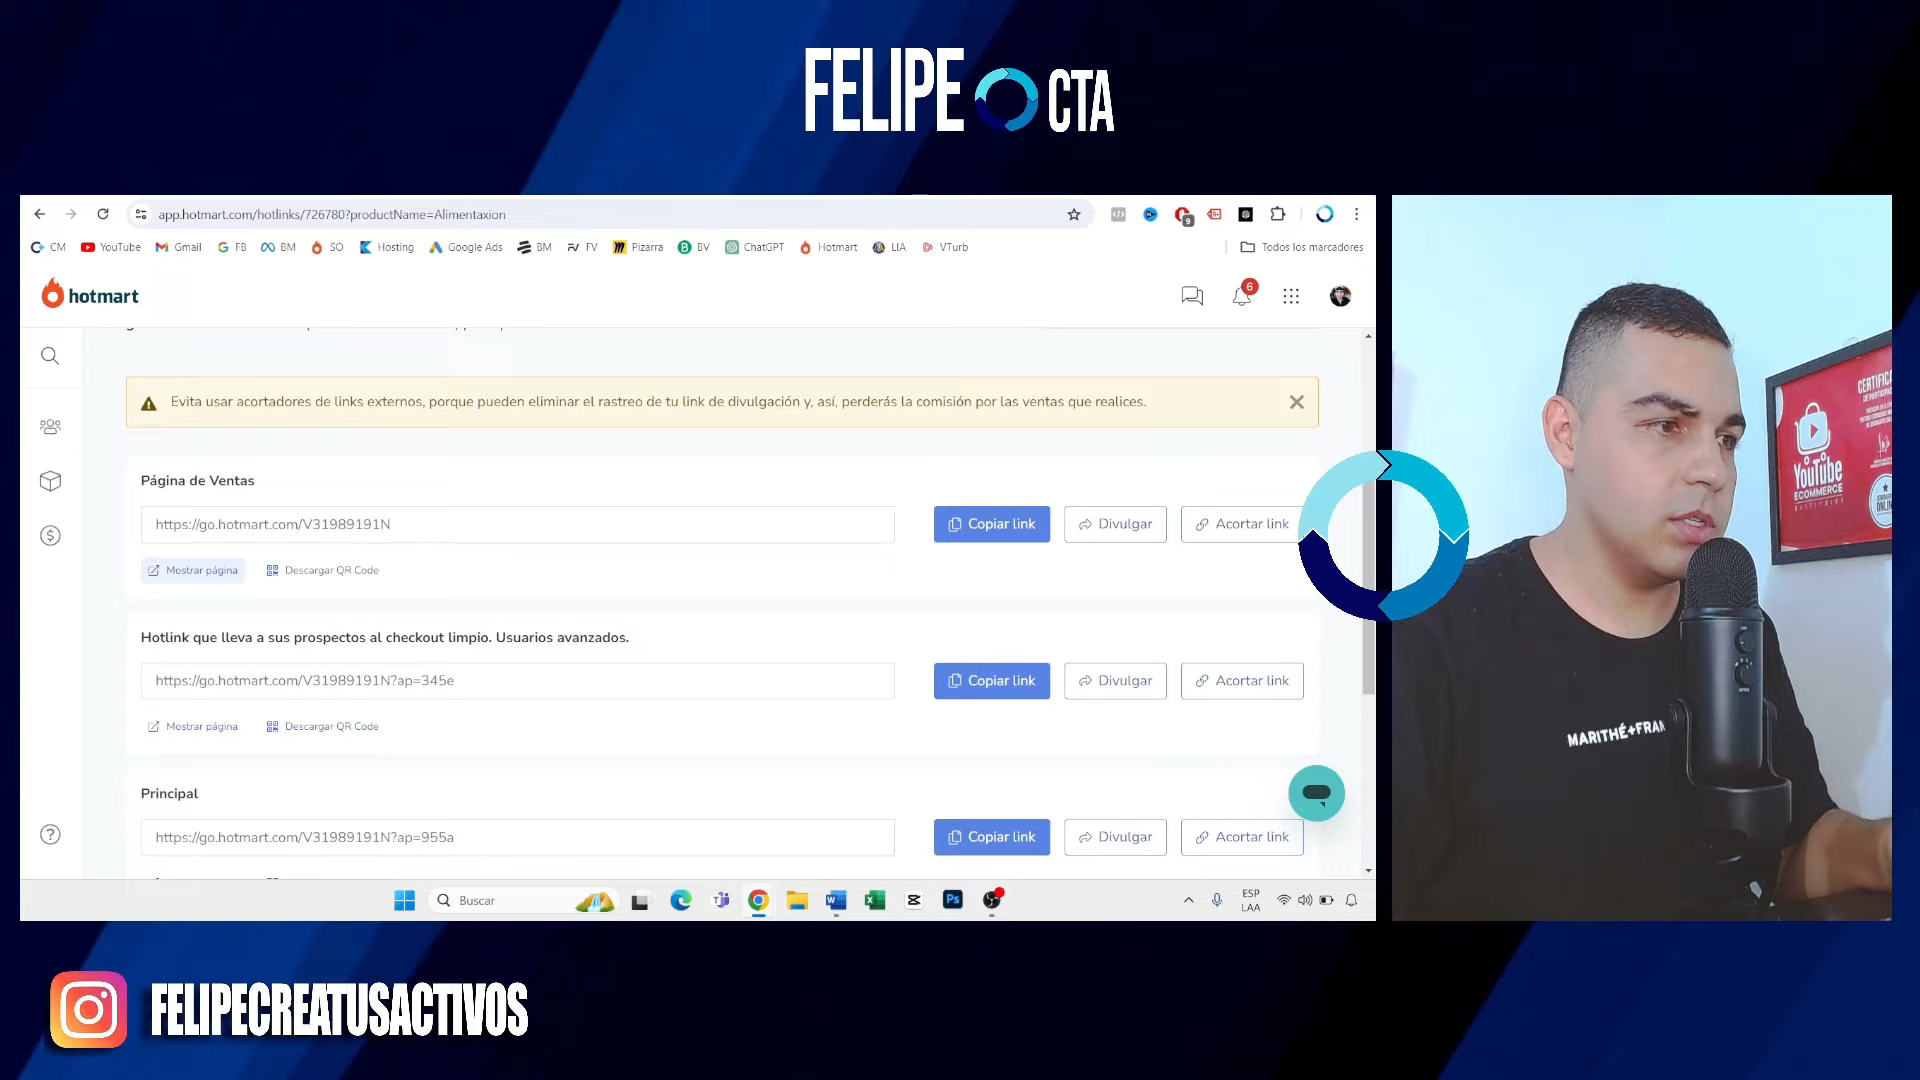 FELIPE CTA
app.hotmart.com/hotlinks/726780?productName=Alimentaxion
9
CM YouTube Gmail FB BM SO Hosting Google Ads BM FV Pizarra BV ChatGPT Hotmart LIA VTurb Todos los marcadores
hotmart
6
Evita usar acortadores de links externos, porque pueden eliminar el rastreo de tu link de divulgación y, así, perderás la comisión por las ventas que realices.
Página de Ventas
https://go.hotmart.com/V31989191N Copiar link Divulgar Acortar link
Mostrar página Descargar QR Code
Hotlink que lleva a sus prospectos al checkout limpio. Usuarios avanzados.
https://go.hotmart.com/V31989191N?ap=345e Copiar link Divulgar Acortar link
Mostrar página Descargar QR Code
Principal
https://go.hotmart.com/V31989191N?ap=955a Copiar link Divulgar Acortar link
Buscar
Ps
ESP
LAA
CERTIFICA
YouTube
ECOMMERCE
ONLINE
MARITHÉ+FRAN
FELIPECREATUSACTIVOS